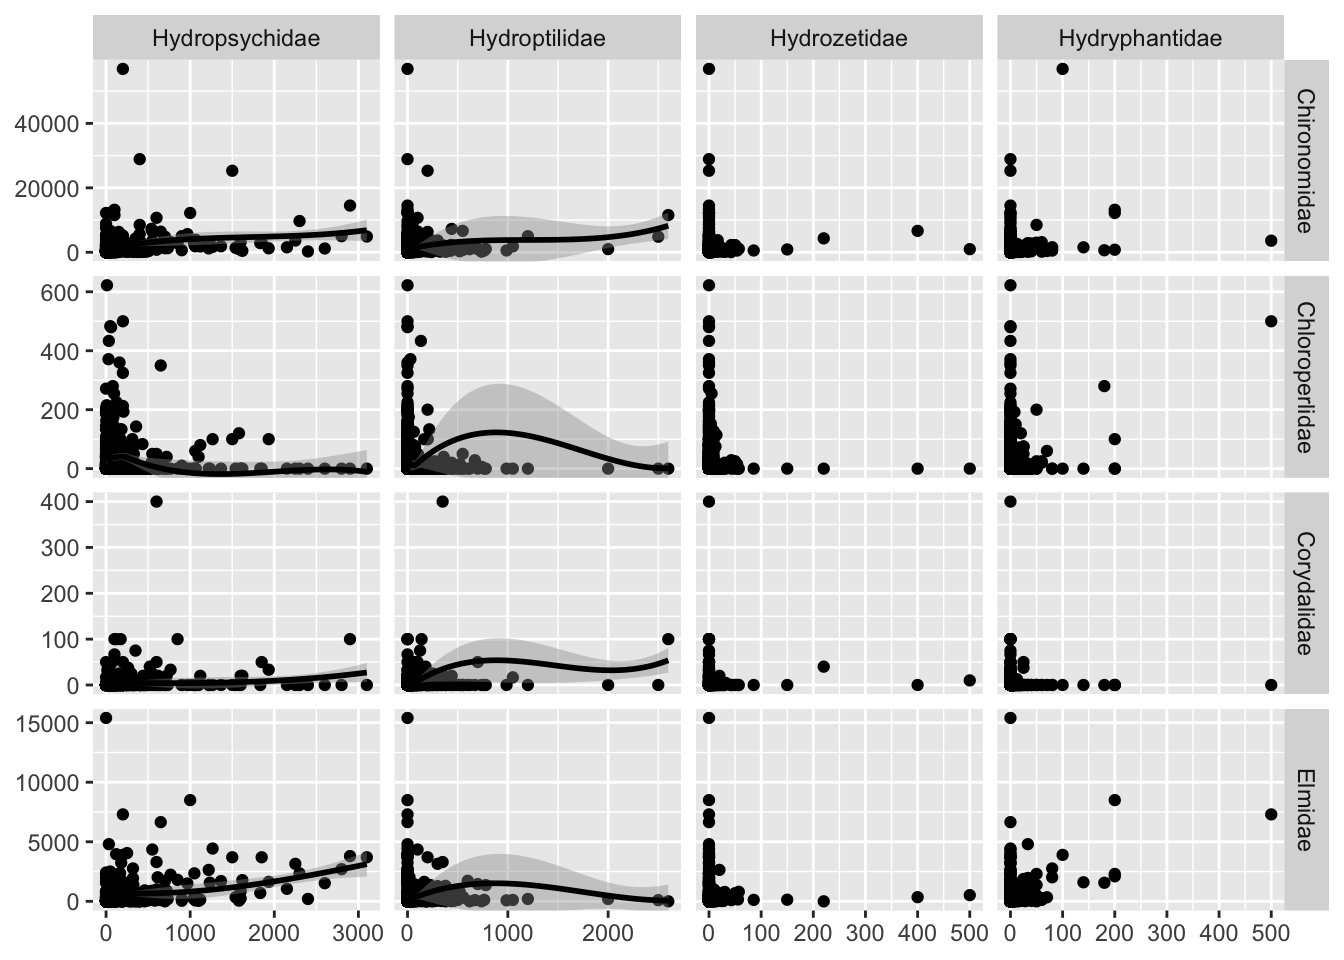 Hydropsychidae Hydroptilidae Hydrozetidae Hydryphantidae
40000
20000
0
Chironomidae
600
400
200
0
Chloroperlidae
400
300
200
100
0
Corydalidae
15000
10000
5000
0
Elmidae
0 1000 2000 3000 0 1000 2000 0 100 200 300 400 500 0 100 200 300 400 500